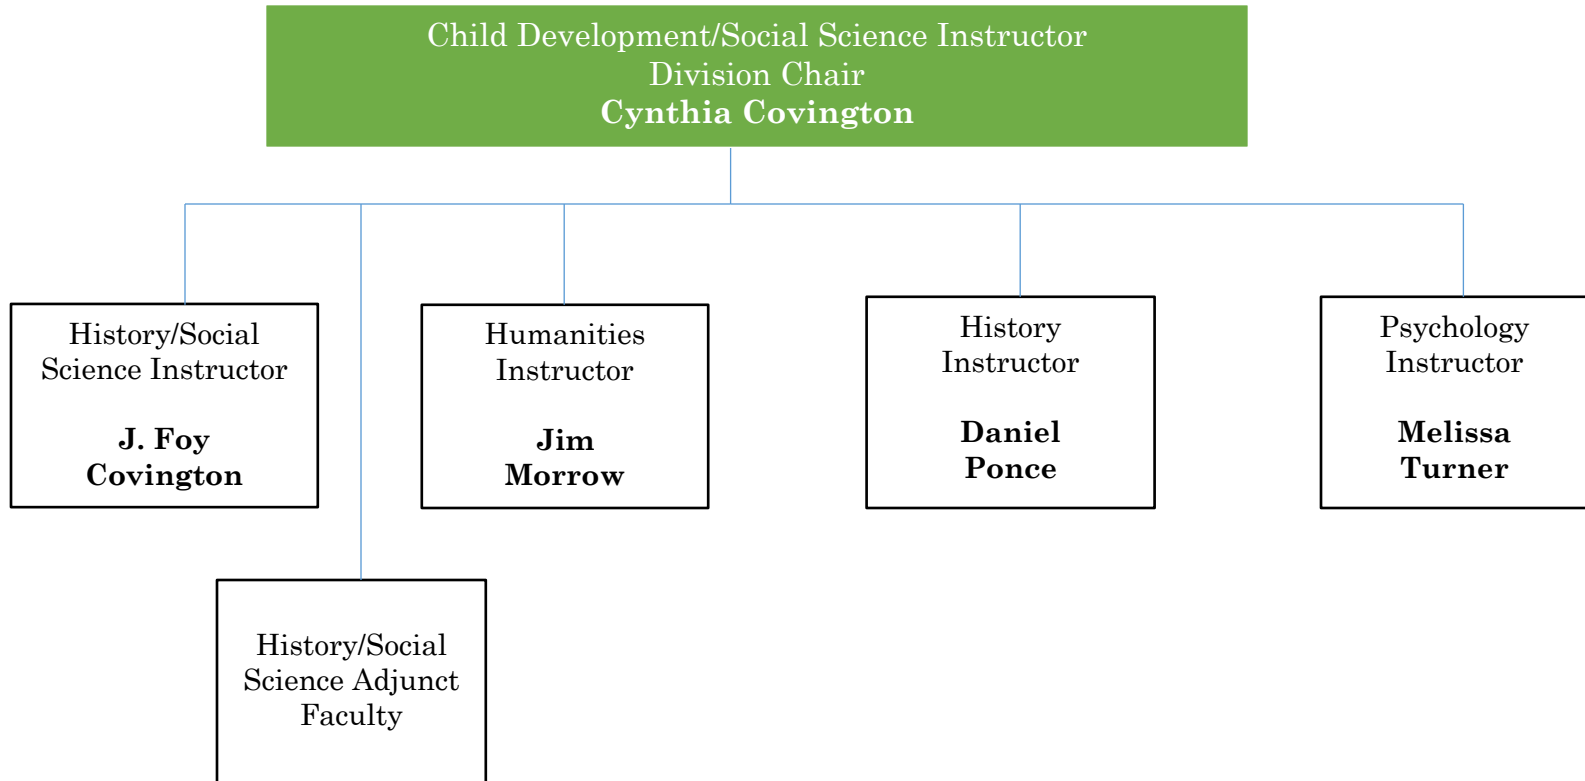 Child Development/Social Science Instructor
Division Chair
Cynthia Covington
History/Social
Science Instructor
J. Foy
Covington
Humanities
Instructor
Jim
Morrow
History
Instructor
Daniel
Ponce
Psychology
Instructor
Melissa
Turner
History/Social
Science Adjunct
Faculty